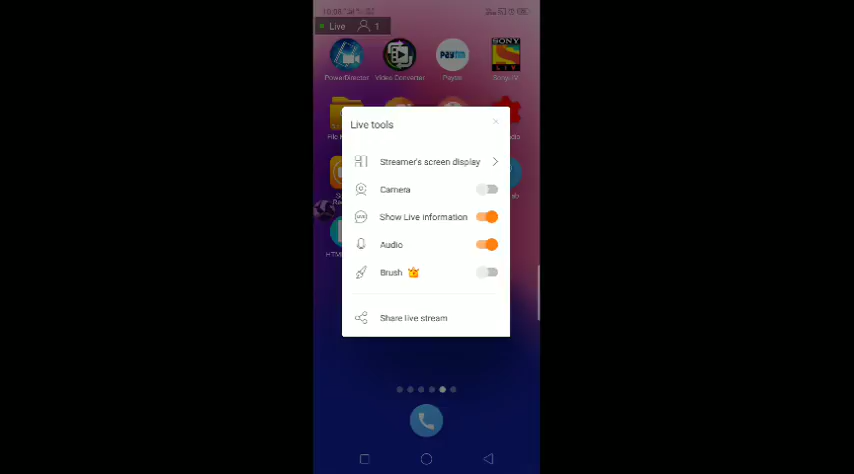 Live 1
PowerDirector
Video Converter
Paytm
SONY
LIV
Live tools
Streamer's screen display
Camera
Show Live information
Audio
Brush
Share live stream